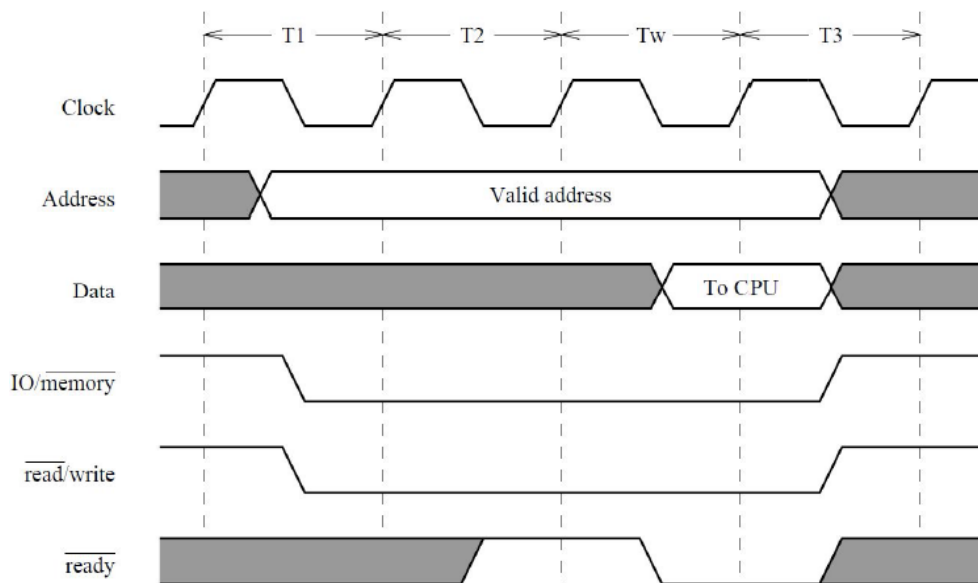 T1 T2 Tw T3
Clock
Address Valid address
Data To CPU
IO/memory
read/write
ready